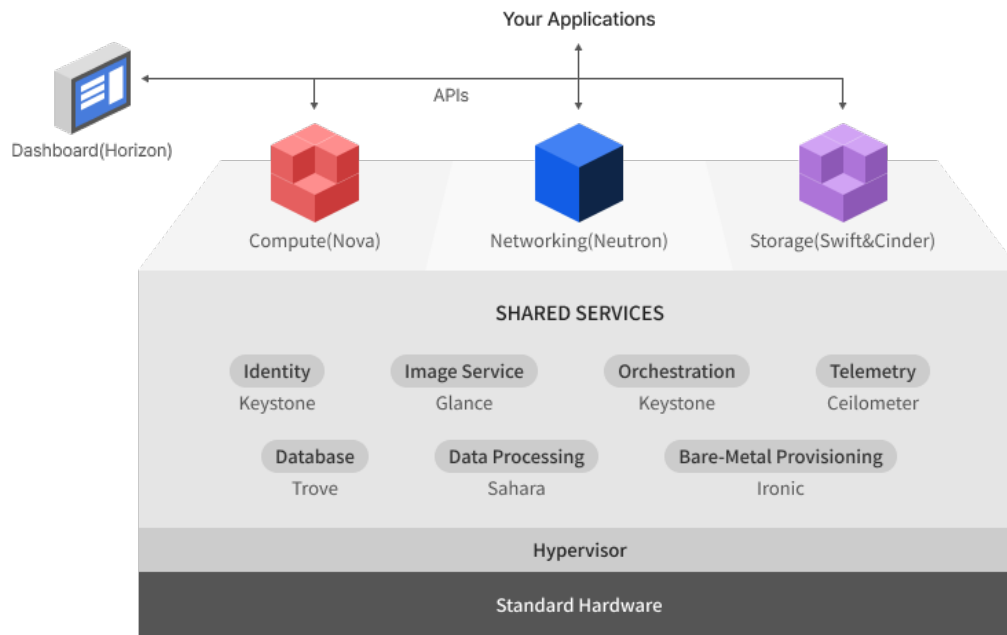 Your Applications
APIs
Dashboard(Horizon)
Compute(Nova)
Networking(Neutron)
Storage(Swift&Cinder)
SHARED SERVICES
Identity
Keystone
Image Service
Glance
Orchestration
Keystone
Telemetry
Ceilometer
Database
Trove
Data Processing
Sahara
Bare-Metal Provisioning
Ironic
Hypervisor
Standard Hardware